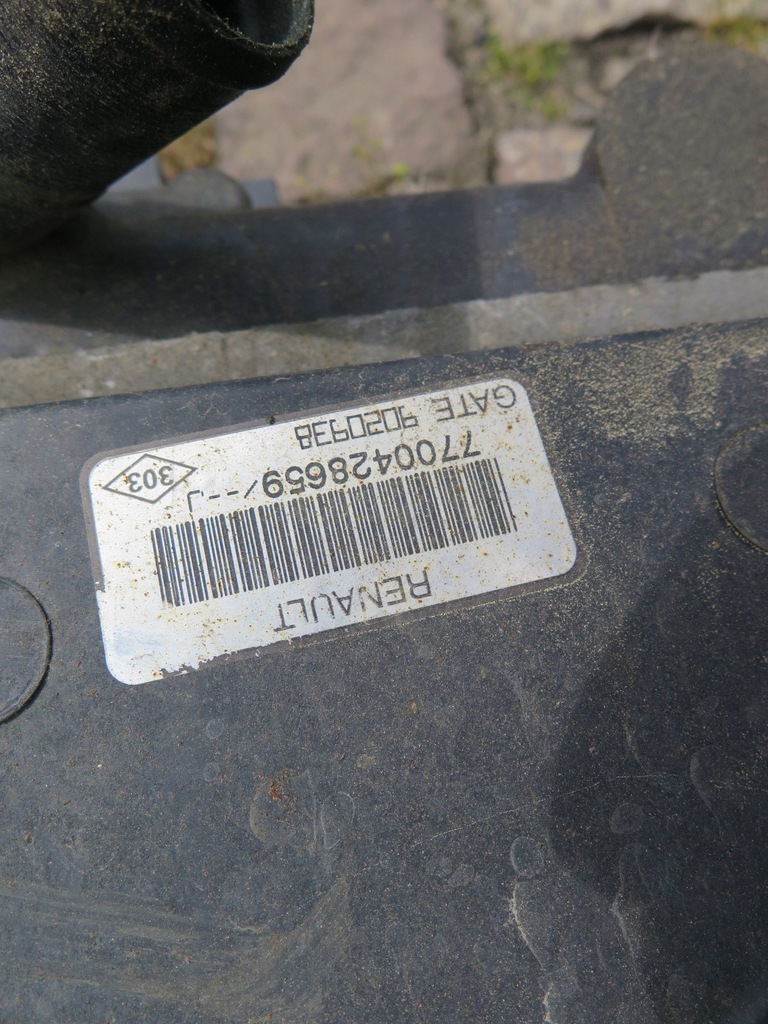 RENAULT
7700428659/--J
303
GATE 9020938